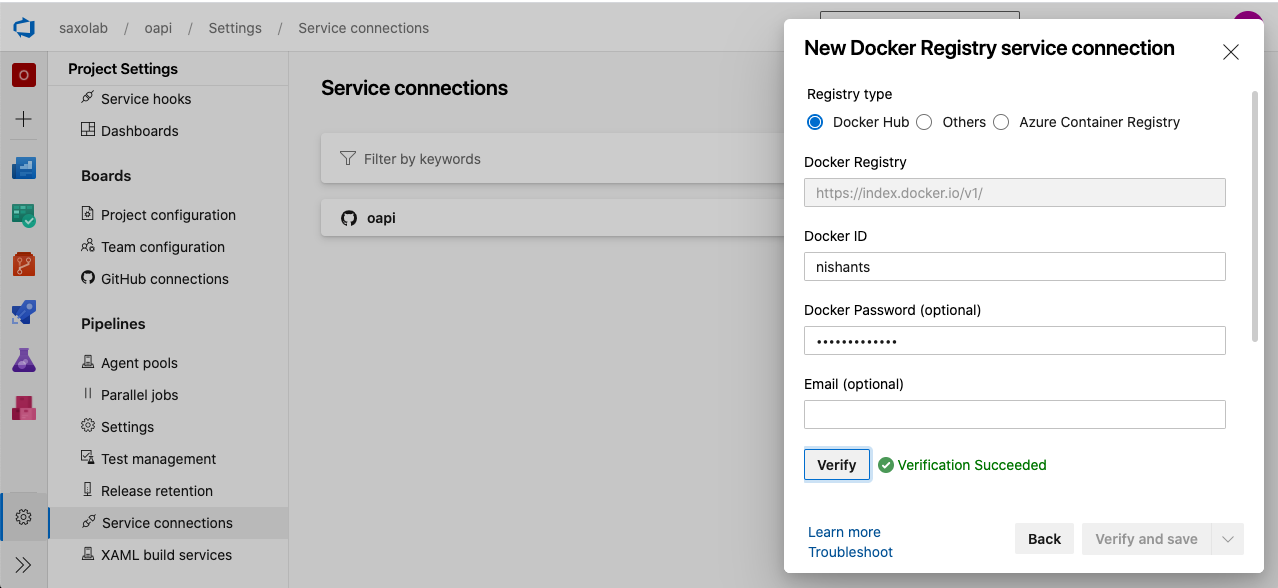 saxolab / oapi / Settings / Service connections
O
Project Settings
Service hooks
Dashboards
Boards
Project configuration
Team configuration
GitHub connections
Pipelines
Agent pools
Parallel jobs
Settings
Test management
Release retention
Service connections
XAML build services
Service connections
Filter by keywords
oapi
New Docker Registry service connection
Registry type
Docker Hub Others Azure Container Registry
Docker Registry
https://index.docker.io/v1/
Docker ID
nishants
Docker Password (optional)
•••••••••••••
Email (optional)
Verify Verification Succeeded
Learn more
Troubleshoot
Back Verify and save